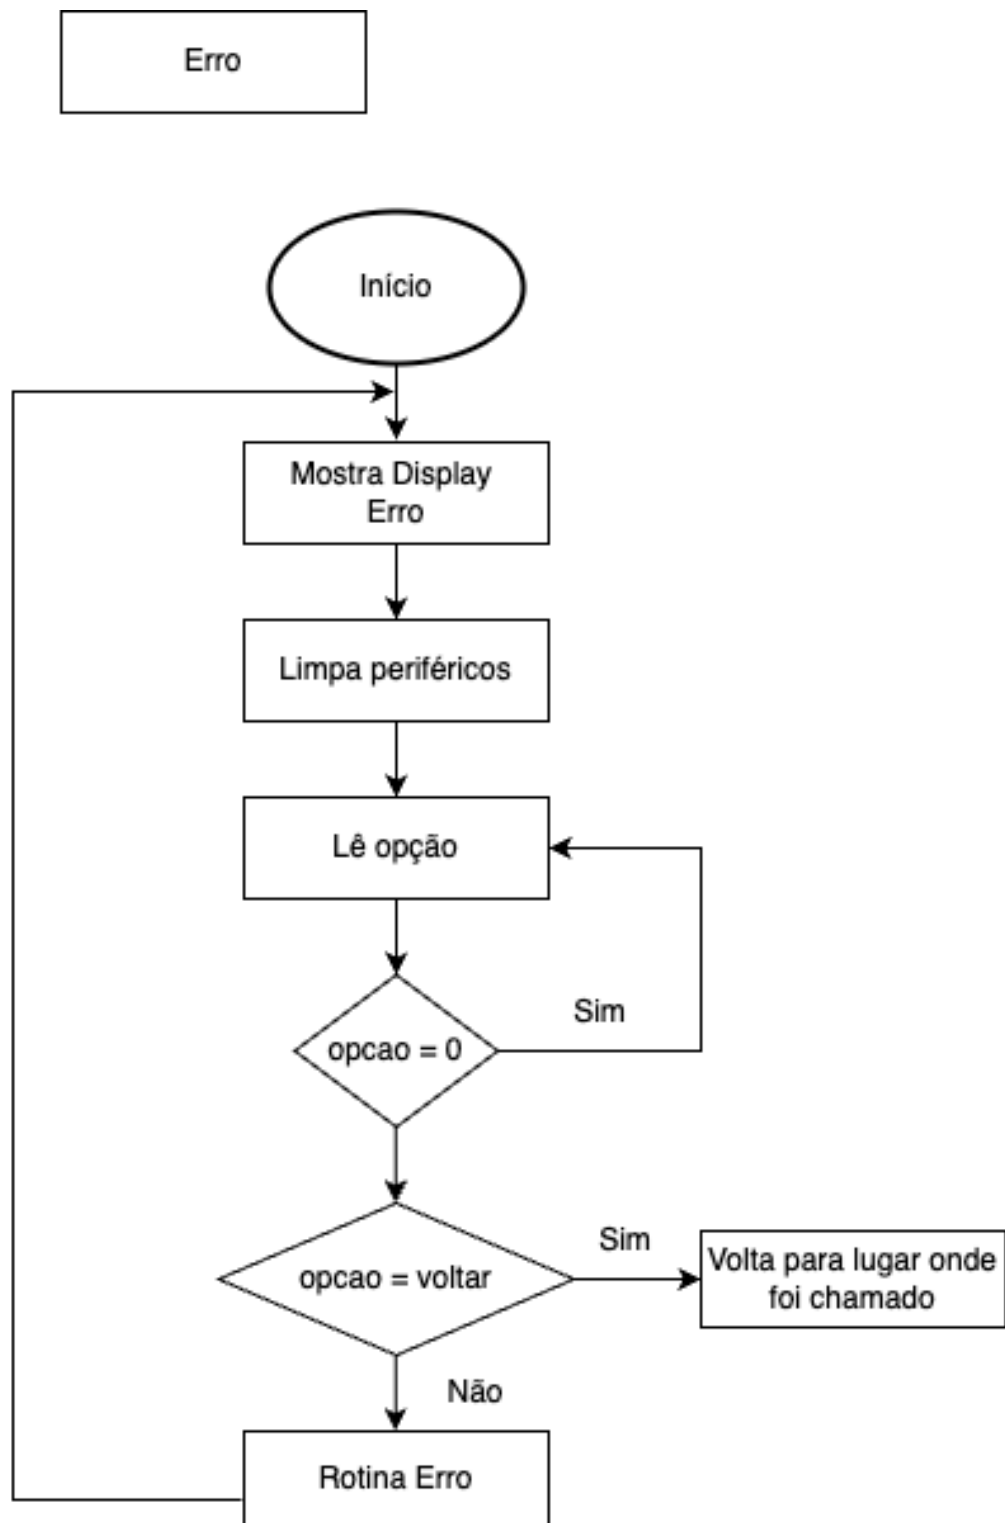 Erro
Início
Mostra Display
Erro
Limpa periféricos
Lê opção
Sim
opcao = 0
Sim
opcao = voltar
Volta para lugar onde
foi chamado
Não
Rotina Erro